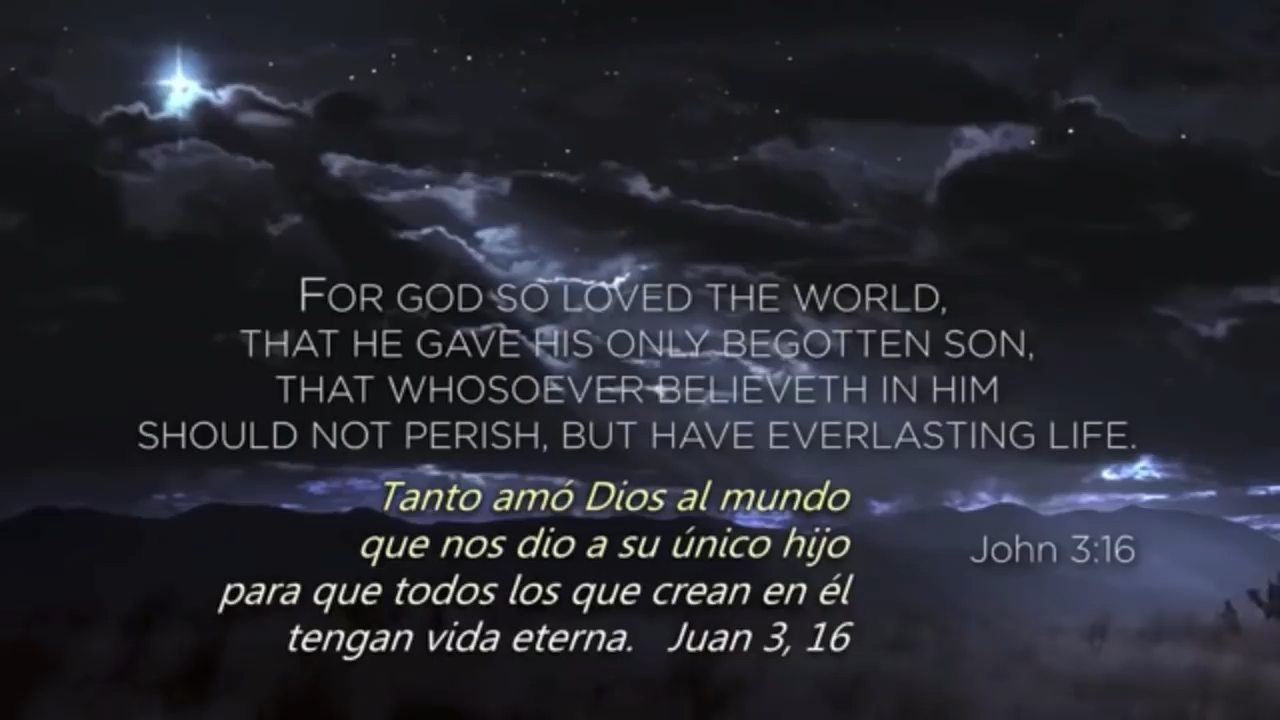 FOR GOD SO LOVED THE WORLD,
THAT HE GAVE HIS ONLY BEGOTTEN SON,
THAT WHOSOEVER BELIEVETH IN HIM
SHOULD NOT PERISH, BUT HAVE EVERLASTING LIFE.
Tanto amó Dios al mundo
que nos dio a su único hijo
John 3:16
para que todos los que crean en él
tengan vida eterna. Juan 3, 16